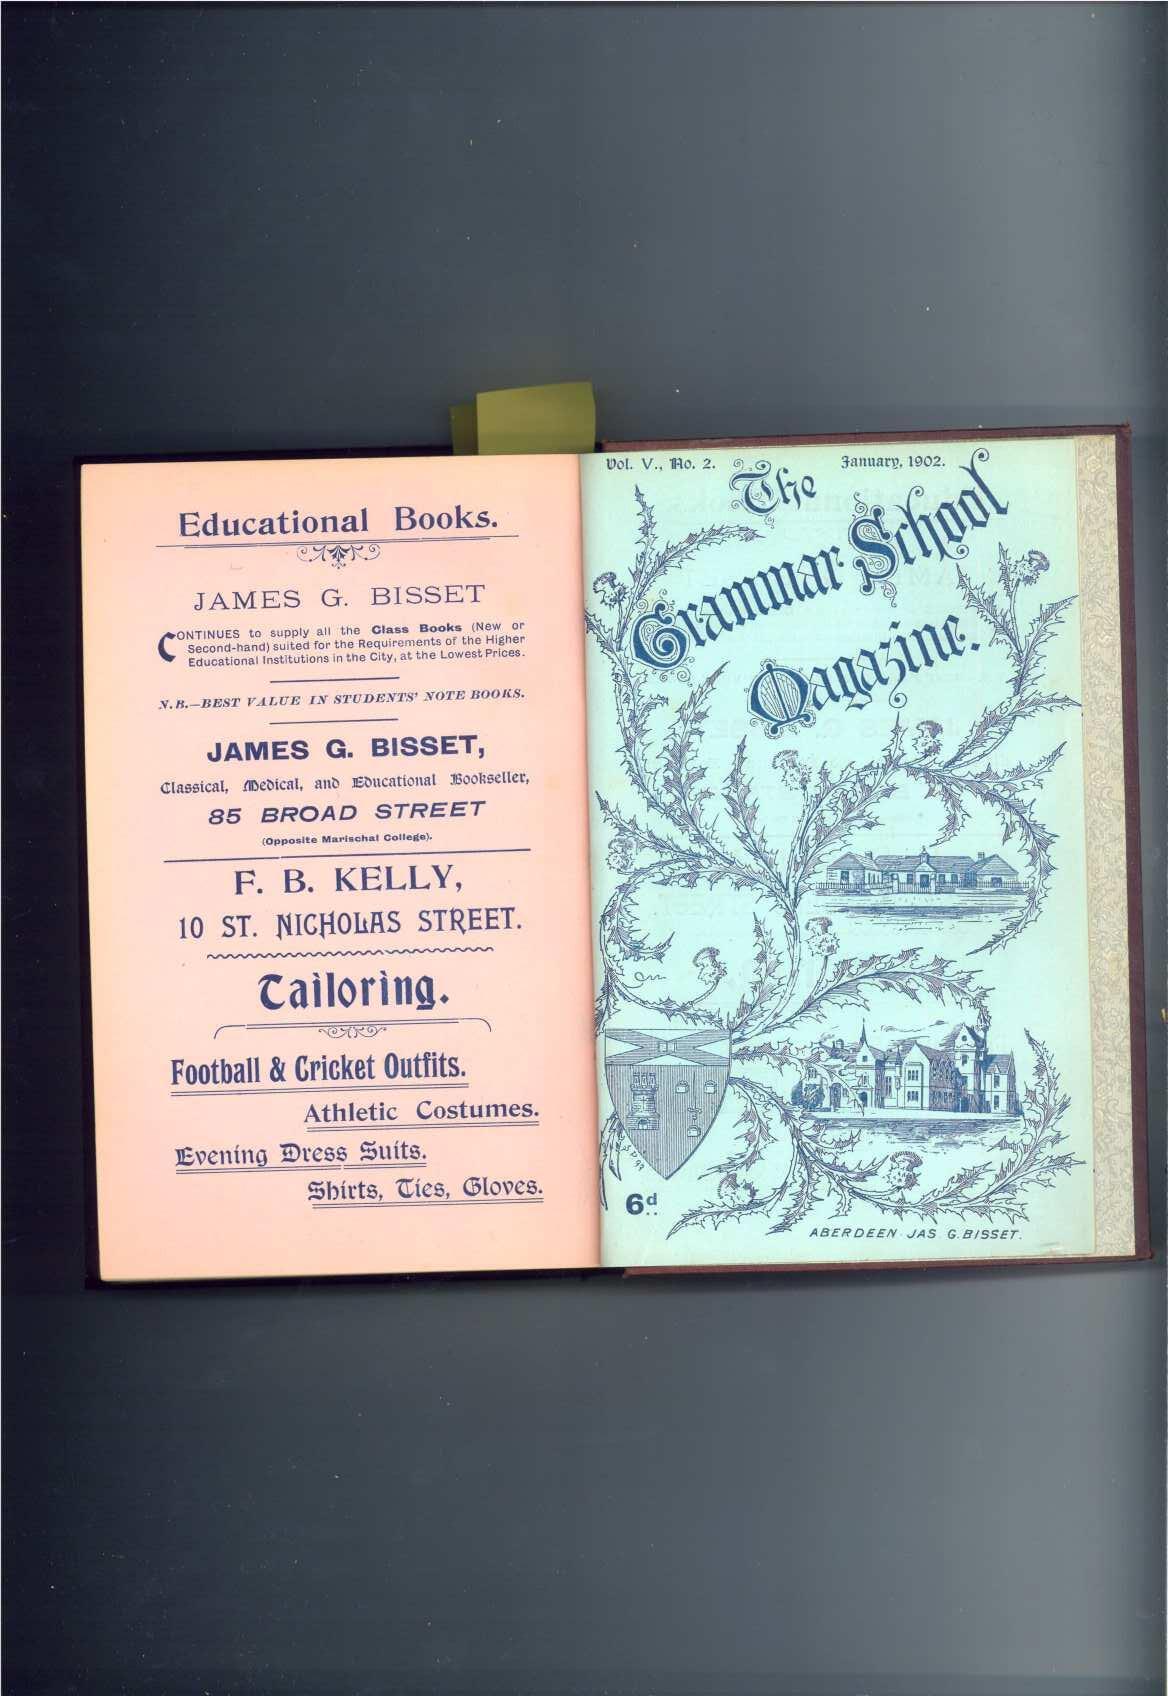 Educational Books.
JAMES G. BISSET
CONTINUES to supply all the Class Books (New or
Second-hand) suited for the Requirements of the Higher
Educational Institutions in the City, at the Lowest Prices.
N.B.—BEST VALUE IN STUDENTS' NOTE BOOKS.
JAMES G. BISSET,
Classical, Medical, and Educational Bookseller,
85 BROAD STREET
(Opposite Marischal College).
F. B. KELLY,
10 ST. NICHOLAS STREET.
Tailoring.
Football & Cricket Outfits.
Athletic Costumes.
Evening Dress Suits.
Shirts, Ties, Gloves.
Vol. V., No. 2.
January, 1902.
The
Grammar School
Magazine.
6d
ABERDEEN JAS G. BISSET.